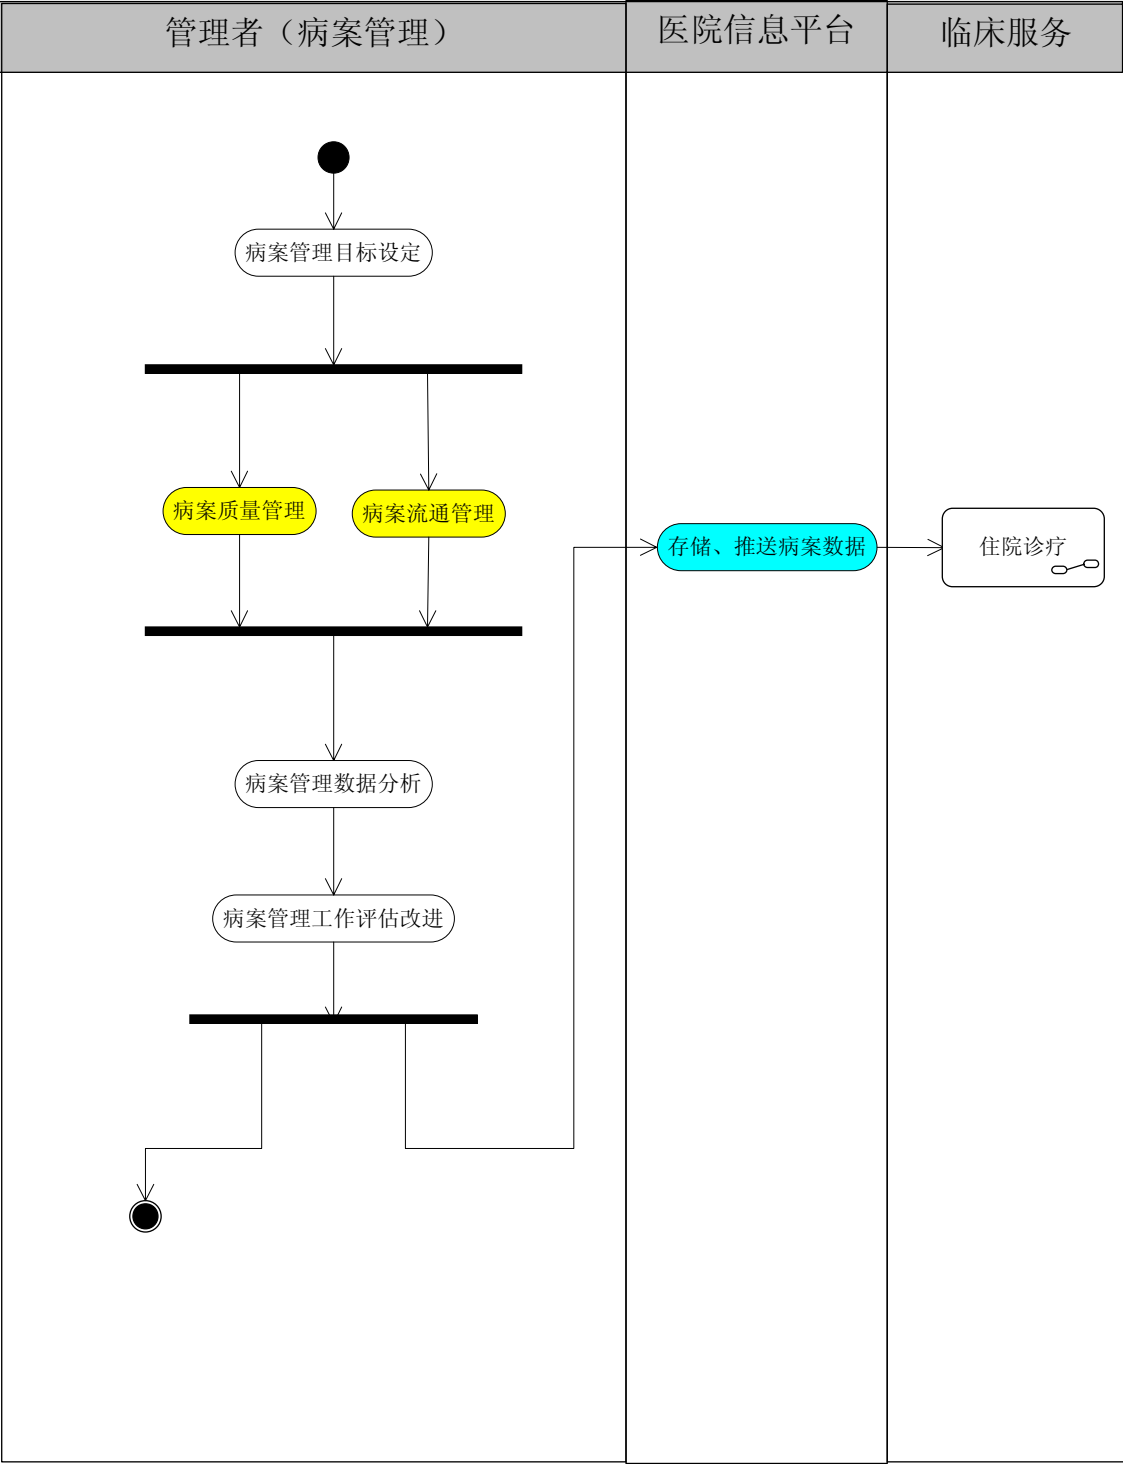 管理者（病案管理）
医院信息平台
临床服务
病案管理目标设定
病案质量管理
病案流通管理
存储、推送病案数据
住院诊疗
病案管理数据分析
病案管理工作评估改进